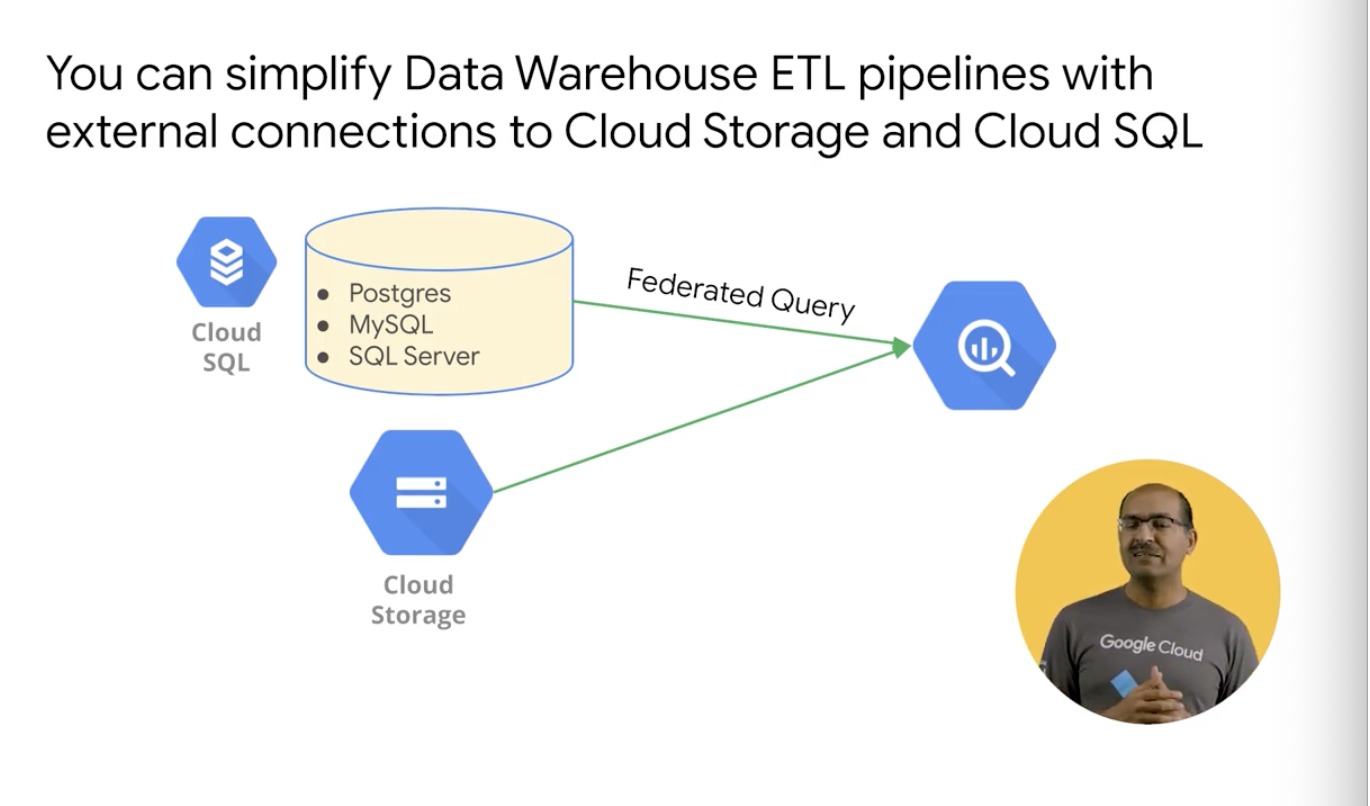 You can simplify Data Warehouse ETL pipelines with
external connections to Cloud Storage and Cloud SQL
Cloud
SQL
• Postgres
• MySQL
• SQL Server
Federated Query
Cloud
Storage
Google Cloud